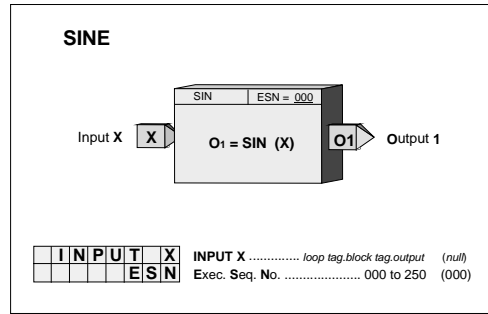 SINE
SIN ESN = 000
Input X X O1 = SIN (X) O1 Output 1
INPUT X INPUT X .............. loop tag.block tag.output (null)
ESN Exec. Seq. No. ..................... 000 to 250 (000)